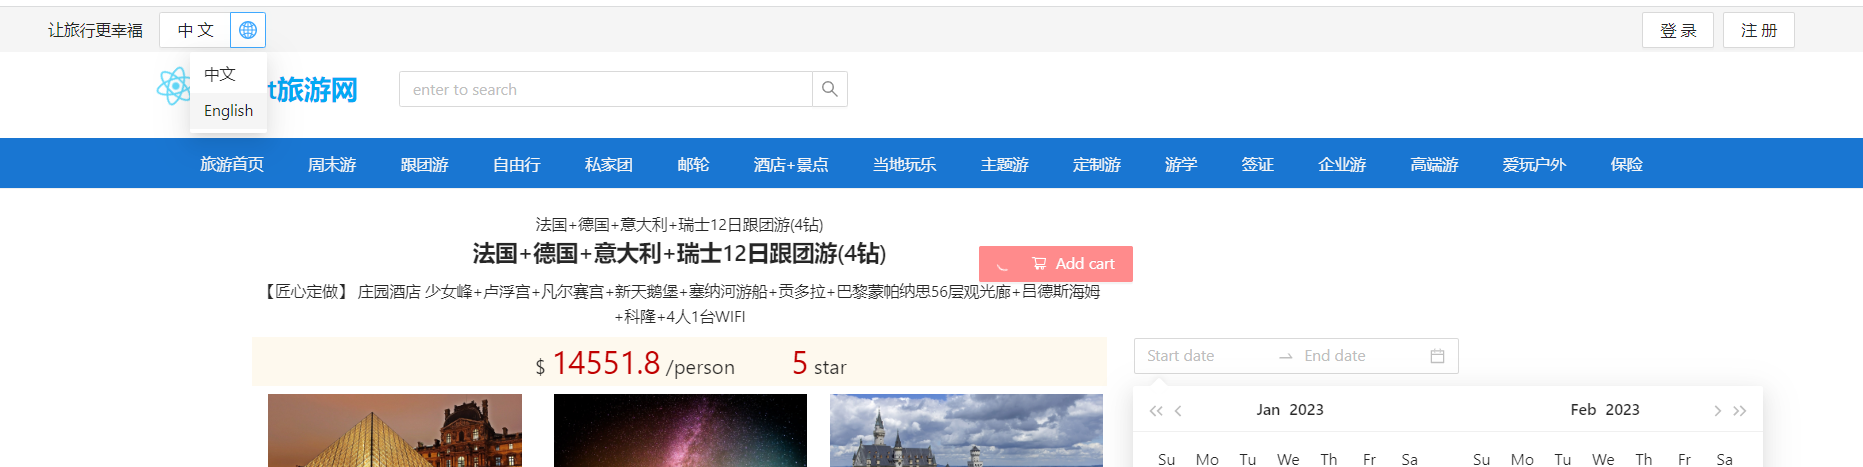 让旅行更幸福 中 文 登 录 注 册
中文
English
t旅游网
enter to search
旅游首页 周末游 跟团游 自由行 私家团 邮轮 酒店+景点 当地玩乐 主题游 定制游 游学 签证 企业游 高端游 爱玩户外 保险
法国+德国+意大利+瑞士12日跟团游(4钻)
法国+德国+意大利+瑞士12日跟团游(4钻)
Add cart
【匠心定做】 庄园酒店 少女峰+卢浮宫+凡尔赛宫+新天鹅堡+塞纳河游船+贡多拉+巴黎蒙帕纳思56层观光廊+吕德斯海姆
+科隆+4人1台WIFI
$ 14551.8 /person 5 star
Start date End date
Jan 2023 Feb 2023
Su Mo Tu We Th Fr Sa Su Mo Tu We Th Fr Sa